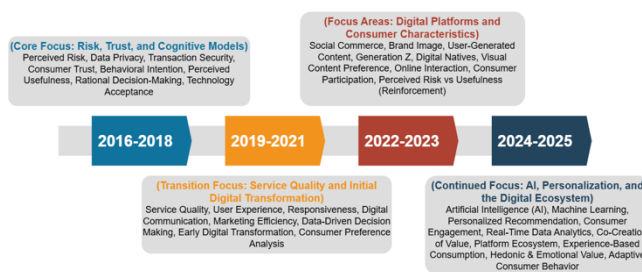 (Core Focus: Risk, Trust, and Cognitive Models)
Perceived Risk, Data Privacy, Transaction Security,
Consumer Trust, Behavioral Intention, Perceived
Usefulness, Rational Decision-Making, Technology
Acceptance
(Focus Areas: Digital Platforms and
Consumer Characteristics)
Social Commerce, Brand Image, User-Generated
Content, Generation Z, Digital Natives, Visual
Content Preference, Online Interaction, Consumer
Participation, Perceived Risk vs Usefulness
(Reinforcement)
2016-2018
2019-2021
2022-2023
2024-2025
(Transition Focus: Service Quality and Initial
Digital Transformation)
Service Quality, User Experience, Responsiveness, Digital
Communication, Marketing Efficiency, Data-Driven Decision
Making, Early Digital Transformation, Consumer Preference
Analysis
(Continued Focus: AI, Personalization, and
the Digital Ecosystem)
Artificial Intelligence (AI), Machine Learning,
Personalized Recommendation, Consumer
Engagement, Real-Time Data Analytics, Co-Creation
of Value, Platform Ecosystem, Experience-Based
Consumption, Hedonic & Emotional Value, Adaptive
Consumer Behavior